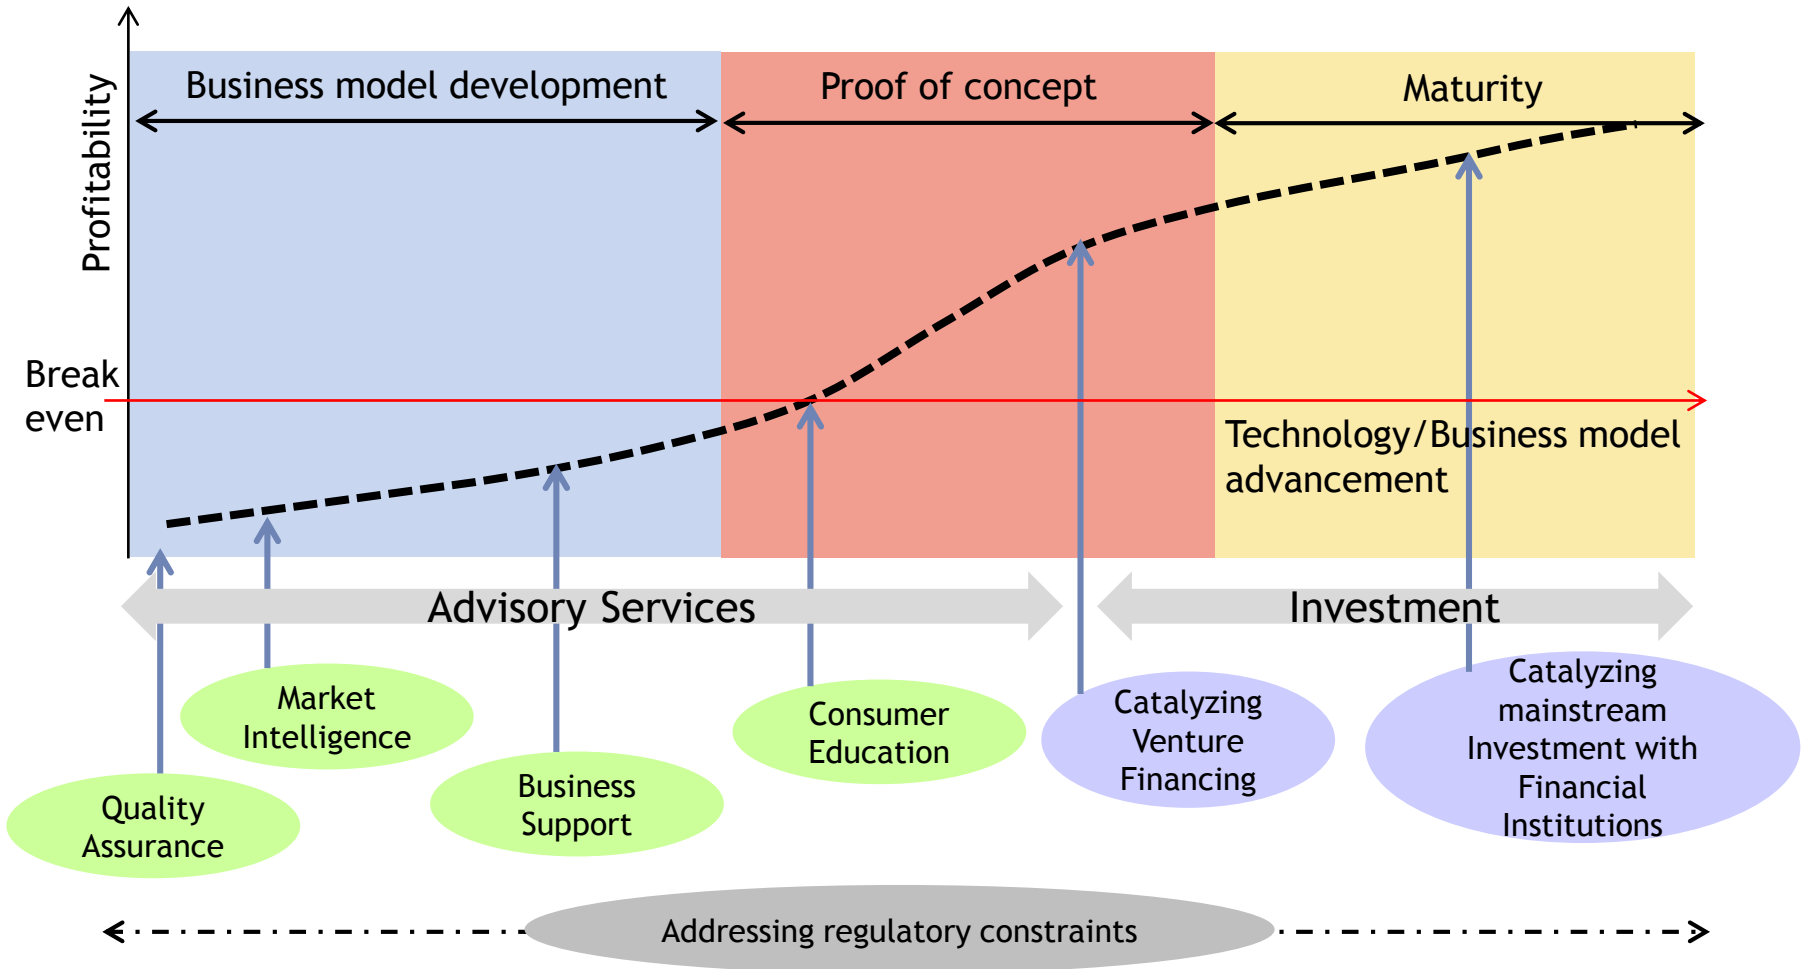 Business model development
Proof of concept
Maturity
Profitability
Break
even
Technology/Business model
advancement
Advisory Services
Investment
Market
Intelligence
Quality
Assurance
Business
Support
Consumer
Education
Catalyzing
Venture
Financing
Catalyzing
mainstream
Investment with
Financial
Institutions
Addressing regulatory constraints